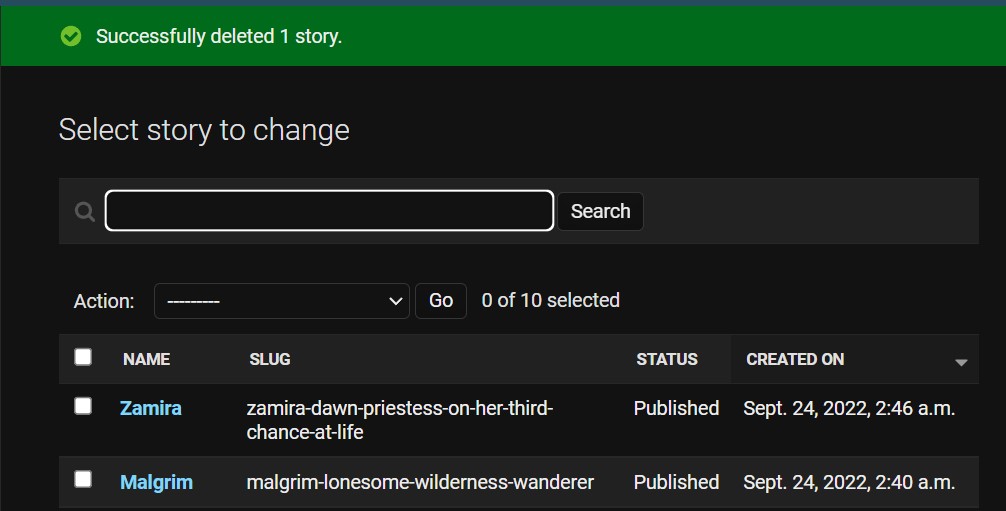 Successfully deleted 1 story.
Select story to change
Search
Action: --------- Go 0 of 10 selected
NAME SLUG STATUS CREATED ON
Zamira zamira-dawn-priestess-on-her-third- Published Sept. 24, 2022, 2:46 a.m.
chance-at-life
Malgrim malgrim-lonesome-wilderness-wanderer Published Sept. 24, 2022, 2:40 a.m.